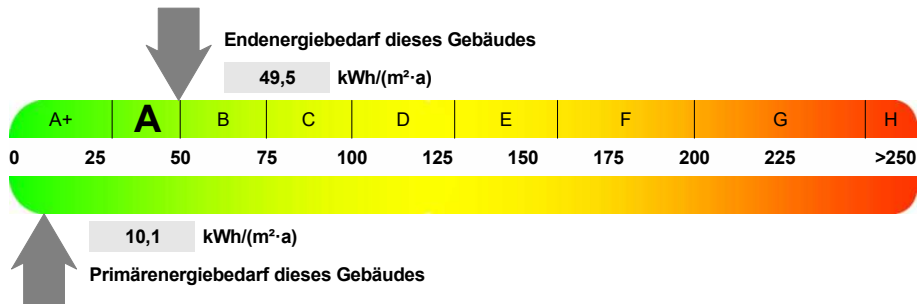 Endenergiebedarf dieses Gebäudes
49,5 kWh/(m²·a)
A+ A B C D E F G H
0 25 50 75 100 125 150 175 200 225 >250
10,1 kWh/(m²·a)
Primärenergiebedarf dieses Gebäudes